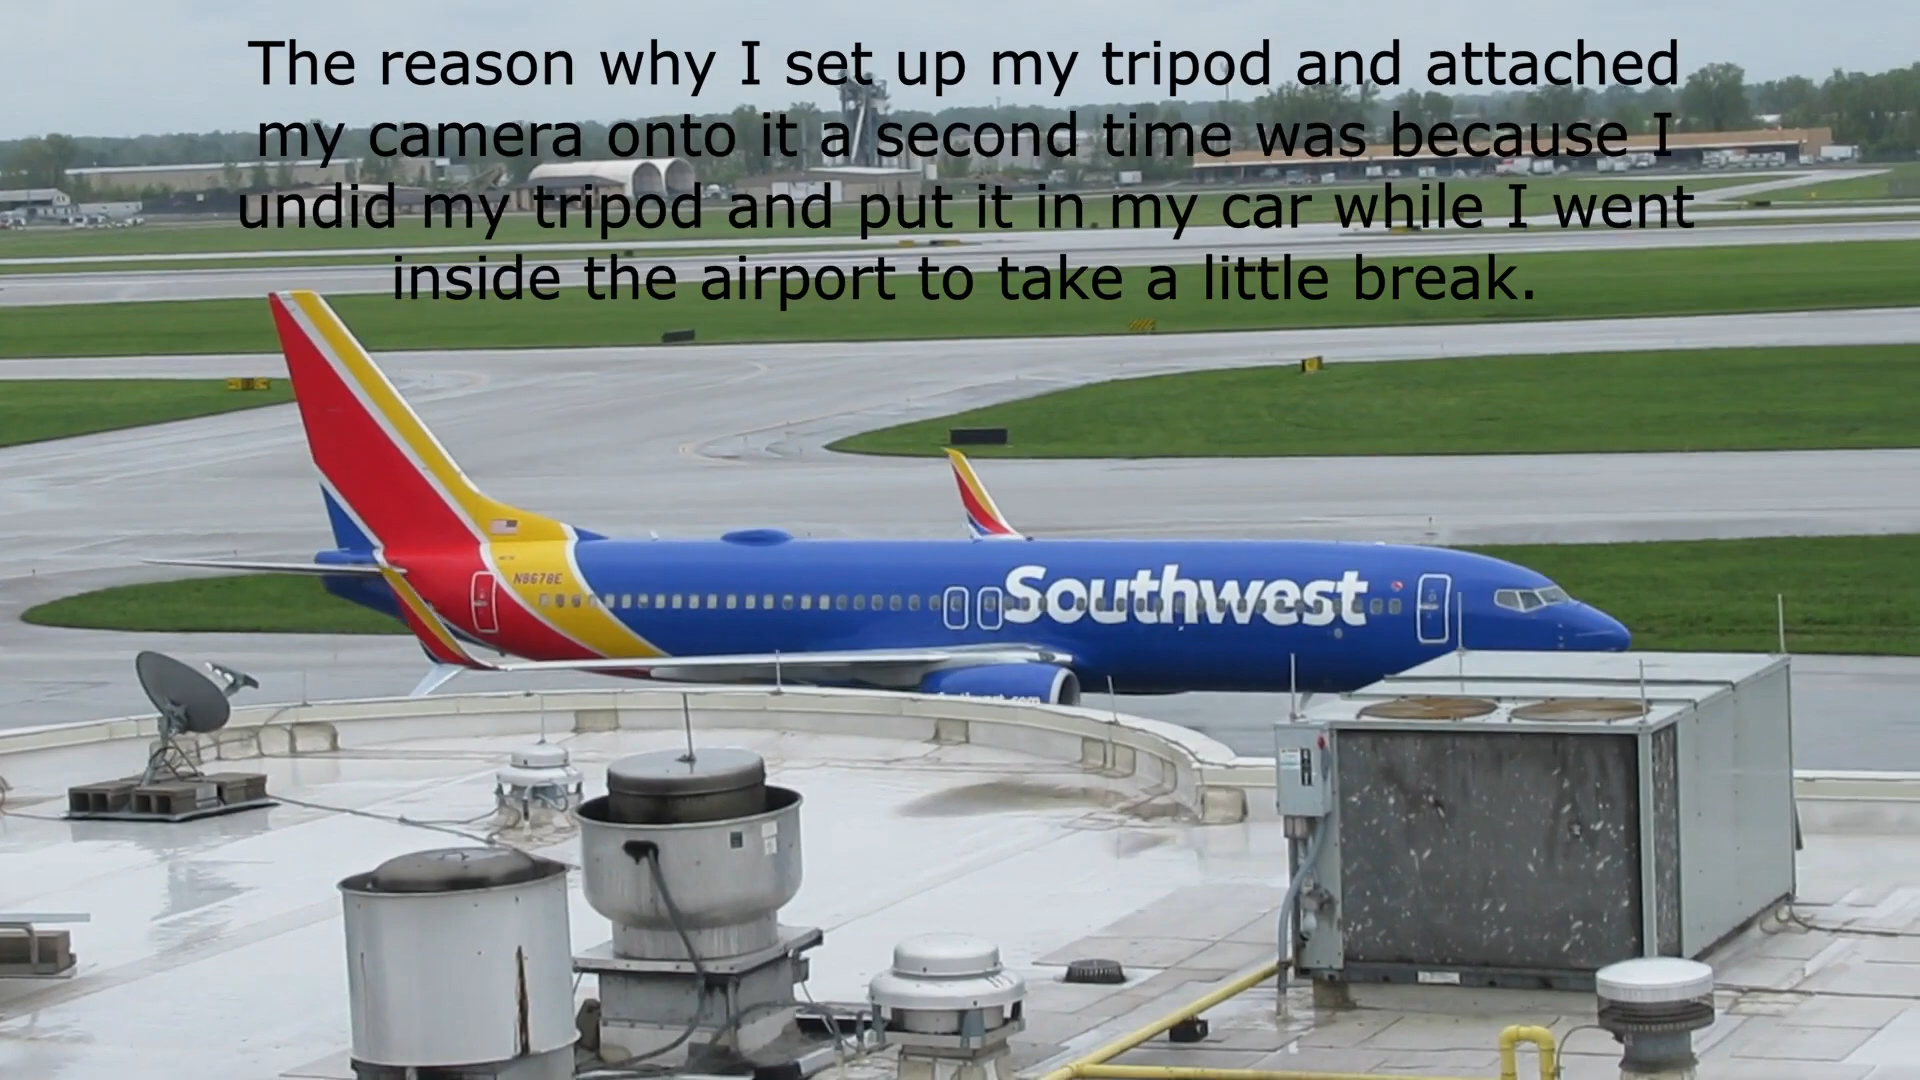 The reason why I set up my tripod and attached
my camera onto it a second time was because I
undid my tripod and put it in my car while I went
inside the airport to take a little break.
N8678E
Southwest